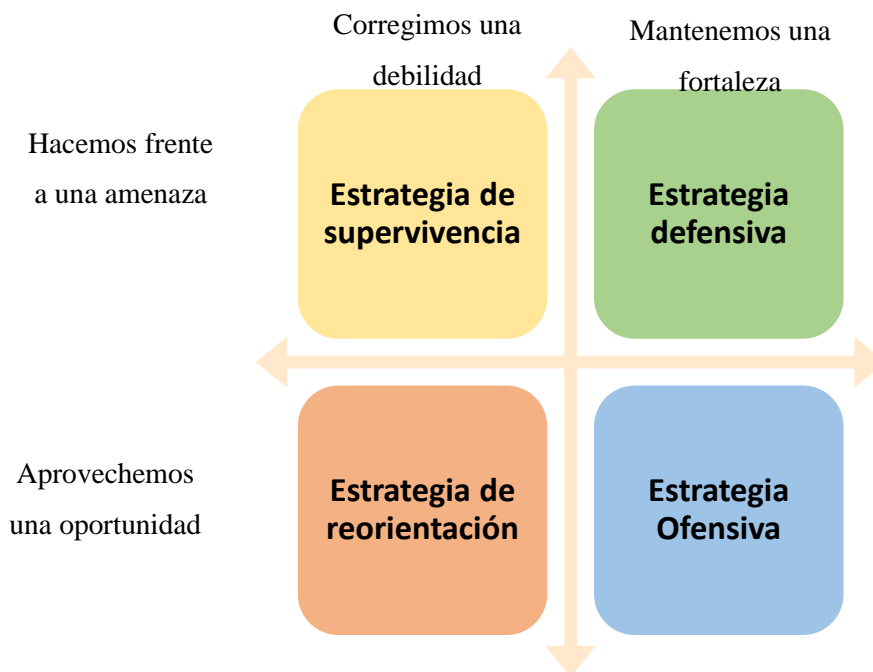 Corregimos una
debilidad
Mantenemos una
fortaleza
Hacemos frente
a una amenaza
Estrategia de
supervivencia
Estrategia
defensiva
Aprovechemos
una oportunidad
Estrategia de
reorientación
Estrategia
Ofensiva